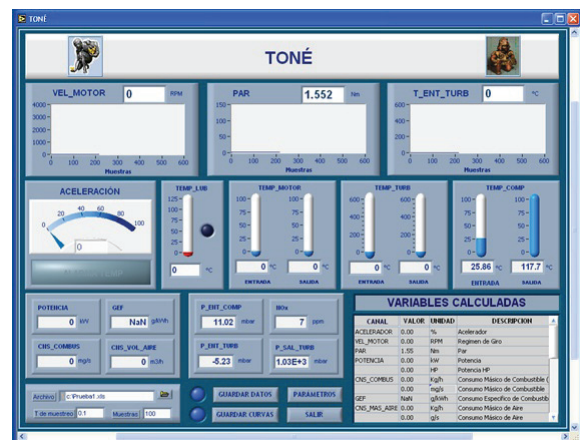 TONÉ
TONÉ
VEL_MOTOR 0 RPM
4000
3000
2000
1000
0
0 100 200 300 400 500 600
Muestras
PAR 1.552 Nm
150
100
50
0
0 100 200 300 400 500 600
Muestras
T_ENT_TURB 0 ºC
600
400
200
0
0 100 200 300 400 500 600
Muestras
ACELERACIÓN
0 20 40 60 80 100
0
TEMP_LUB
125
100
75
50
25
0
0 ºC
TEMP_MOTOR
100 100
75 75
50 50
25 25
0 0
0 ºC 0 ºC
ENTRADA SALIDA
TEMP_TURB
600 600
400 400
200 200
0 0
0 ºC 0 ºC
ENTRADA SALIDA
TEMP_COMP
100 100
75 75
50 50
25 25
0 0
25.86 ºC 117.7 ºC
ENTRADA SALIDA
POTENCIA GEF
0 kW NaN g/kWh
CNS_COMBUS CNS_VOL_AIRE
0 mg/s 0 m3/h
P_ENT_COMP NOx
11.02 mbar 7 ppm
P_ENT_TURB P_SAL_TURB
-5.23 mbar 1.03E+3 mbar
Archivo c:\Prueba1.xls
T de muestreo 0.1 Muestras 100
GUARDAR DATOS PARÁMETROS
GUARDAR CURVAS SALIR
VARIABLES CALCULADAS
CANAL VALOR UNIDAD DESCRIPCION
ACELERADOR 0.00 % Acelerador
VEL_MOTOR 0.00 RPM Regimen de Giro
PAR 1.55 Nm Par
POTENCIA 0.00 kW Potencia
0.00 HP Potencia HP
CNS_COMBUS 0.00 Kg/h Consumo Másico de Combustible (
0.00 mg/s Consumo Másico de Combustible
GEF NaN g/kWh Consumo Especifico de Combustib
CNS_MAS_AIRE 0.00 Kg/h Consumo Másico de Aire
0.00 g/s Consumo Másico de Aire